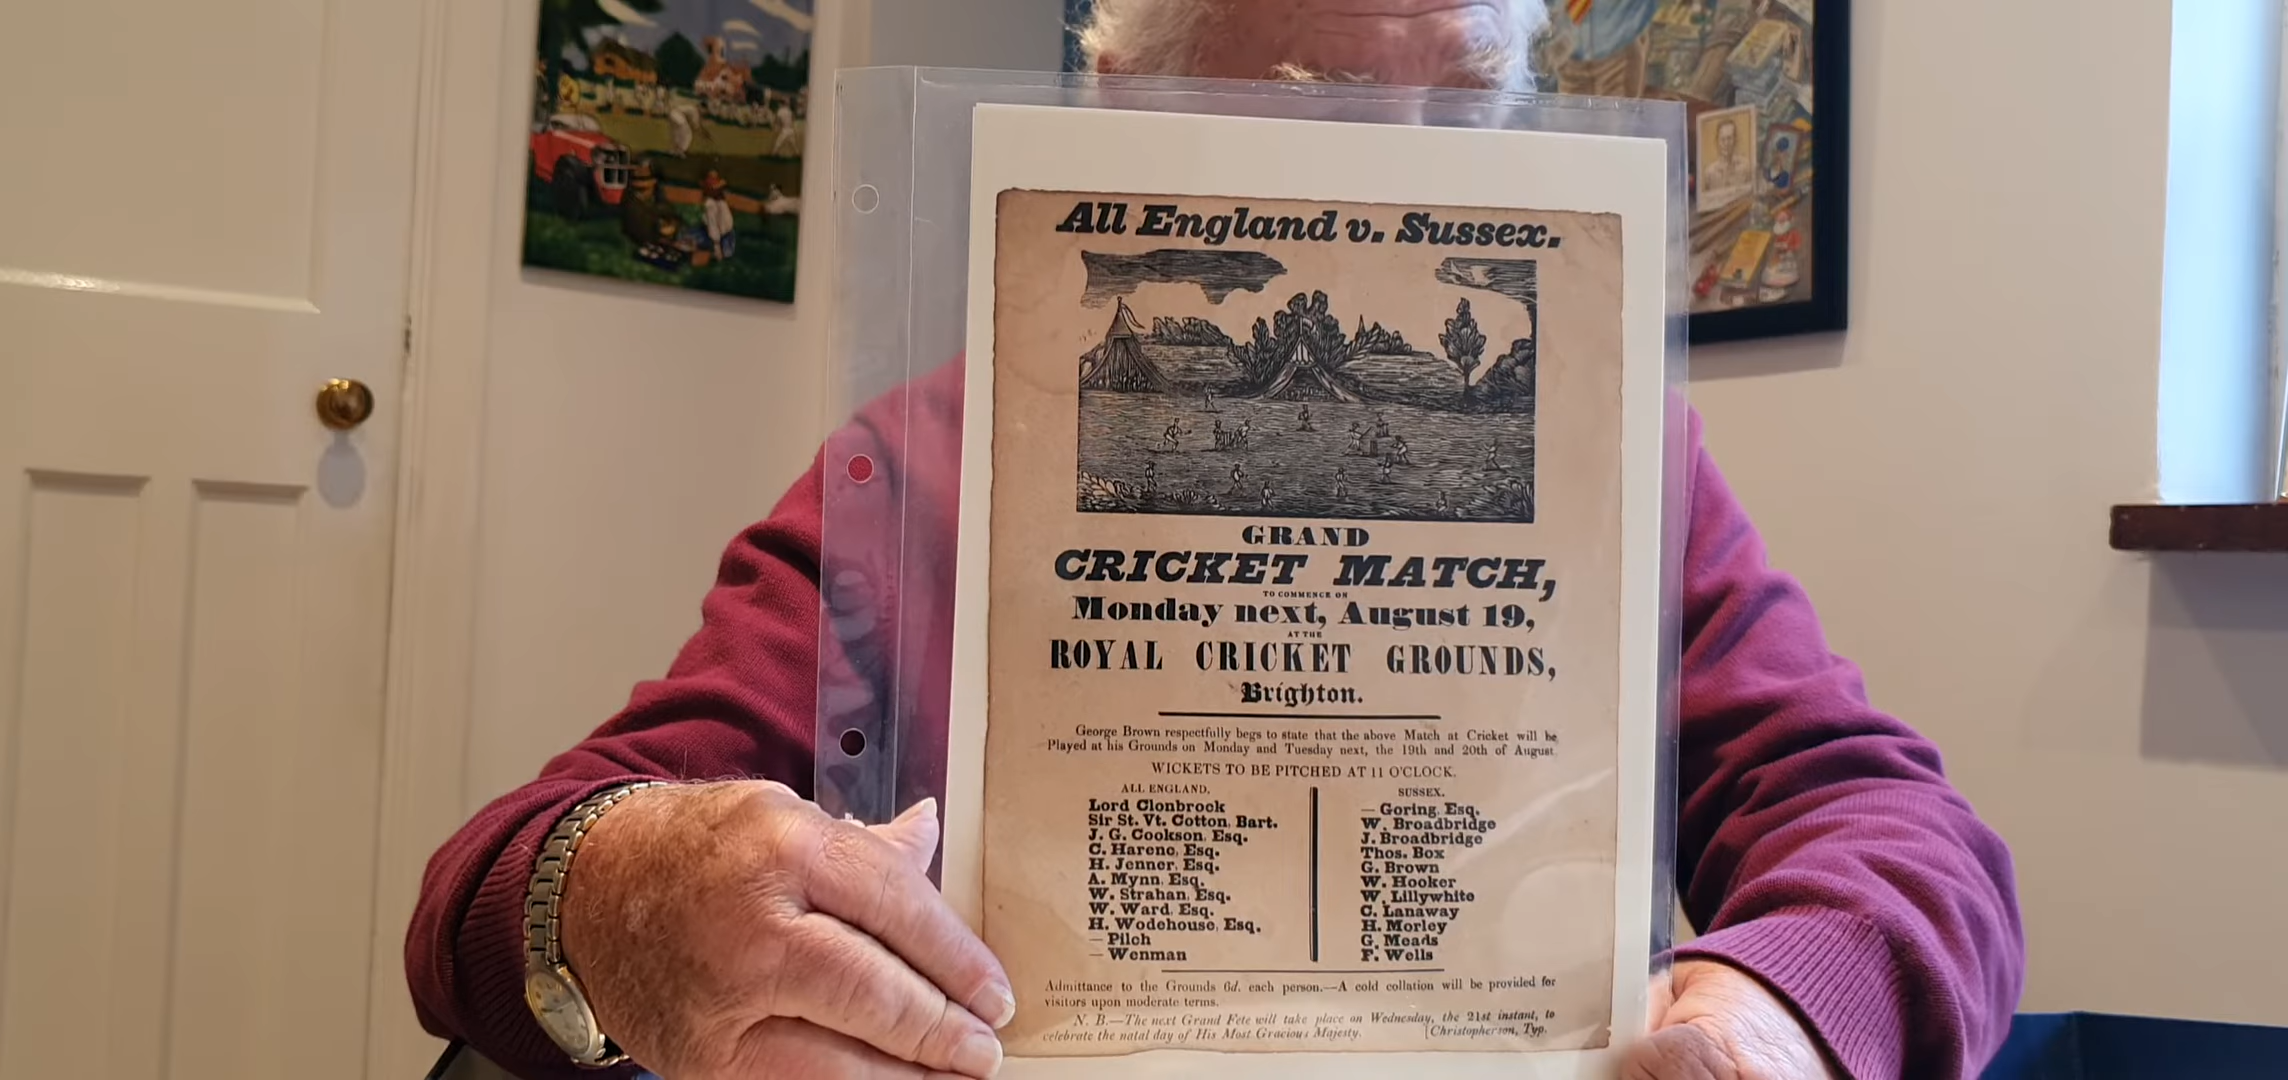 All England v. Sussex.
GRAND
CRICKET MATCH,
TO COMMENCE ON
Monday next, August 19,
AT THE
ROYAL CRICKET GROUNDS,
Brighton.
George Brown respectfully begs to state that the above Match at Cricket will be
Played at his Grounds on Monday and Tuesday next, the 19th and 20th of August.
WICKETS TO BE PITCHED AT 11 O'CLOCK.
ALL ENGLAND.
Lord Clonbrock
Sir St. Vt. Cotton, Bart.
J. G. Cookson, Esq.
C. Harenc, Esq.
H. Jenner, Esq.
A. Mynn, Esq.
W. Strahan, Esq.
W. Ward, Esq.
H. Wodehouse, Esq.
— Pilch
— Wenman
SUSSEX.
— Goring, Esq.
W. Broadbridge
J. Broadbridge
Thos. Box
G. Brown
W. Hooker
W. Lillywhite
C. Lanaway
H. Morley
G. Meads
F. Wells
Admittance to the Grounds 6d. each person.—A cold collation will be provided for
visitors upon moderate terms.
N. B.—The next Grand Fete will take place on Wednesday, the 21st instant, to
celebrate the natal day of His Most Gracious Majesty. [Christopherson, Typ.